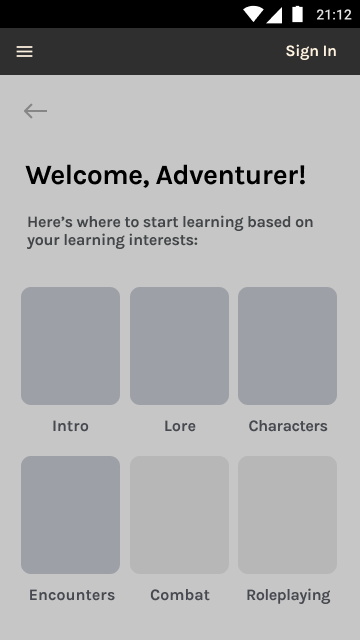 21:12
Sign In
Welcome, Adventurer!
Here’s where to start learning based on
your learning interests:
Intro
Lore
Characters
Encounters
Combat
Roleplaying